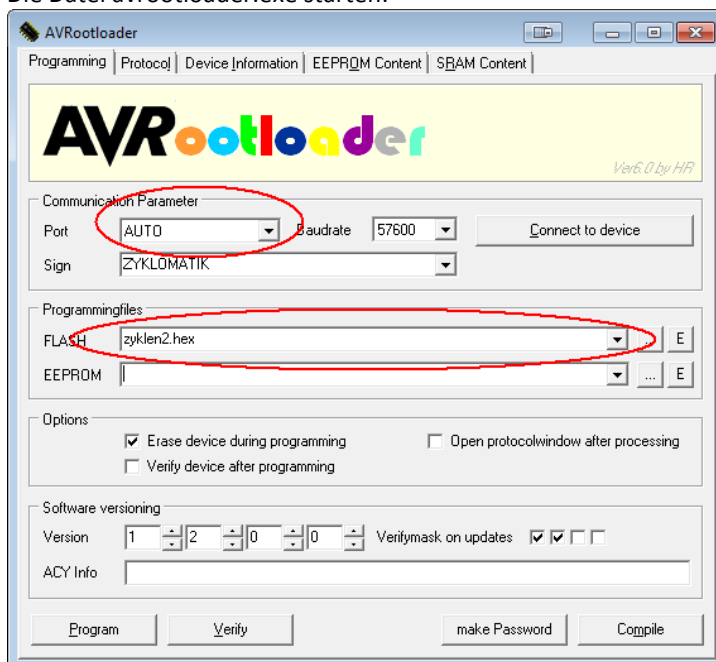 Die Datei avrootloader.exe starten:
AVRootloader
Programming Protocol Device Information EEPROM Content SRAM Content
AVRootloader
Ver6.0 by HR
Communication Parameter
Port AUTO Baudrate 57600 Connect to device
Sign ZYKLOMATIK
Programmingfiles
FLASH zyklen2.hex ... E
EEPROM ... E
Options
Erase device during programming Open protocolwindow after processing
Verify device after programming
Software versioning
Version 1 2 0 0 Verifymask on updates
ACY Info
Program Verify make Password Compile